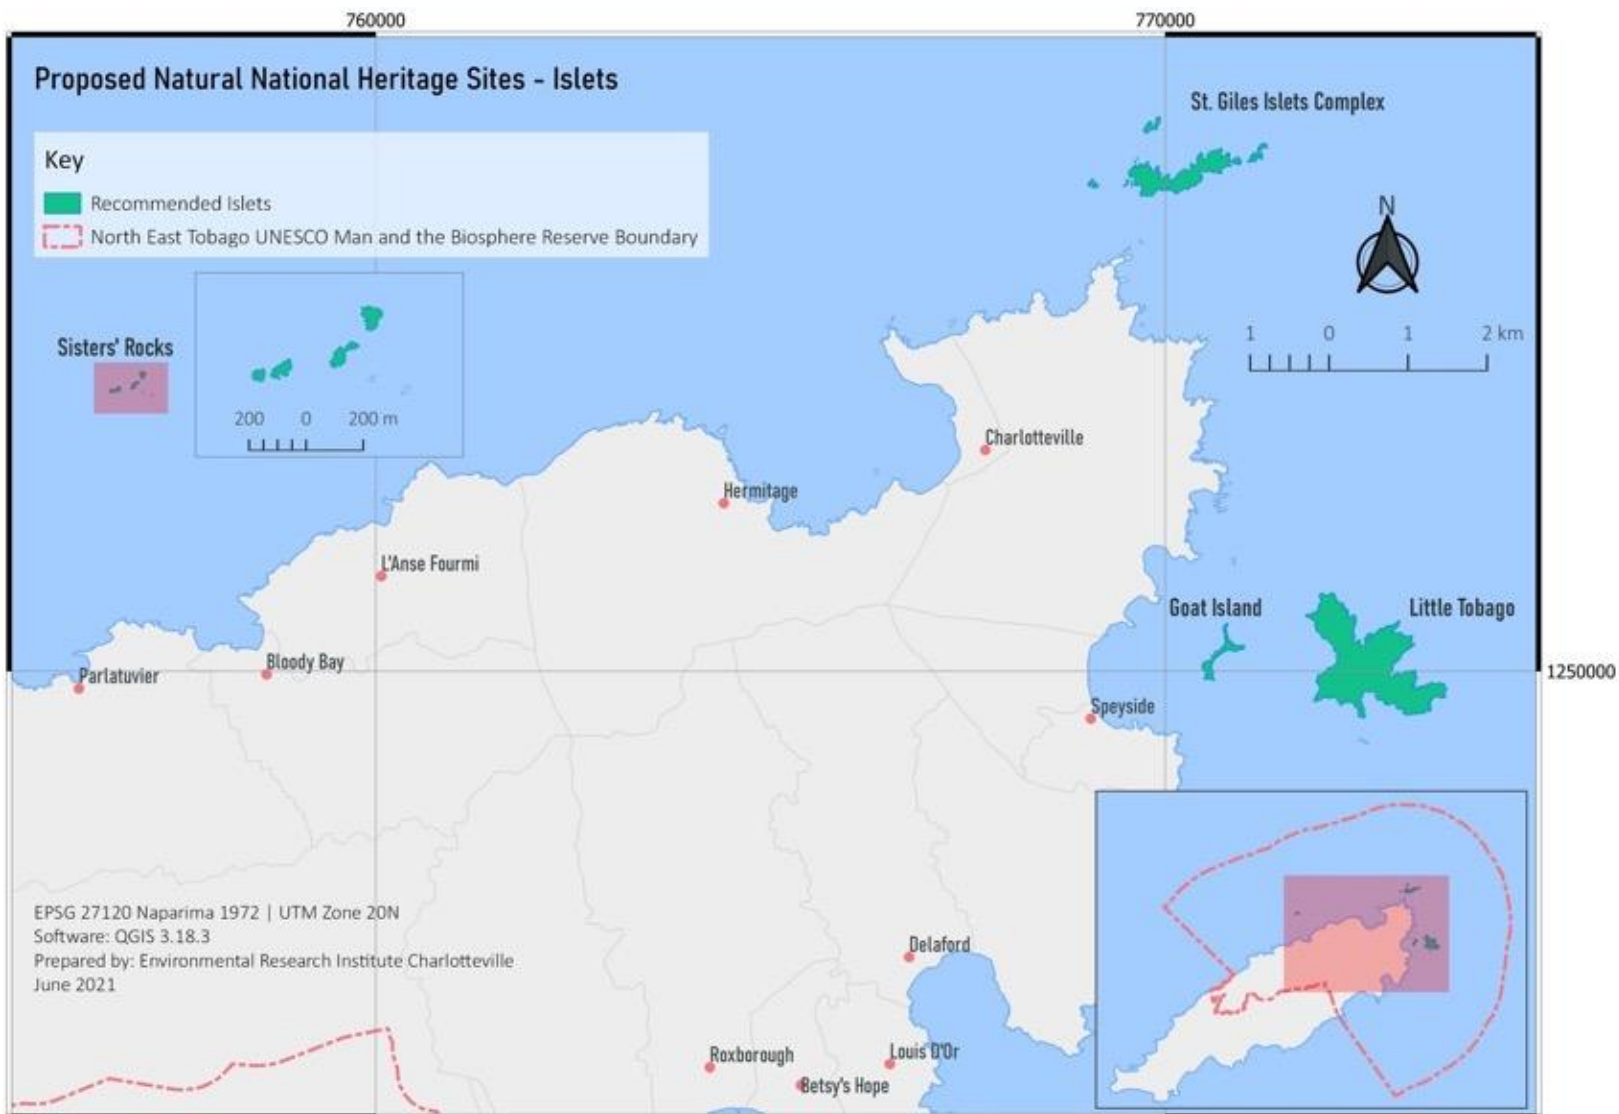 760000
770000
Proposed Natural National Heritage Sites - Islets
St. Giles Islets Complex
Key
Recommended Islets
North East Tobago UNESCO Man and the Biosphere Reserve Boundary
N
Sisters' Rocks
1 0 1 2 km
200 0 200 m
Charlotteville
Hermitage
L'Anse Fourmi
Goat Island
Little Tobago
Bloody Bay
Parlatuvier
1250000
Speyside
EPSG 27120 Naparima 1972 | UTM Zone 20N
Software: QGIS 3.18.3
Prepared by: Environmental Research Institute Charlotteville
June 2021
Delaford
Roxborough
Louis D'Or
Betsy's Hope